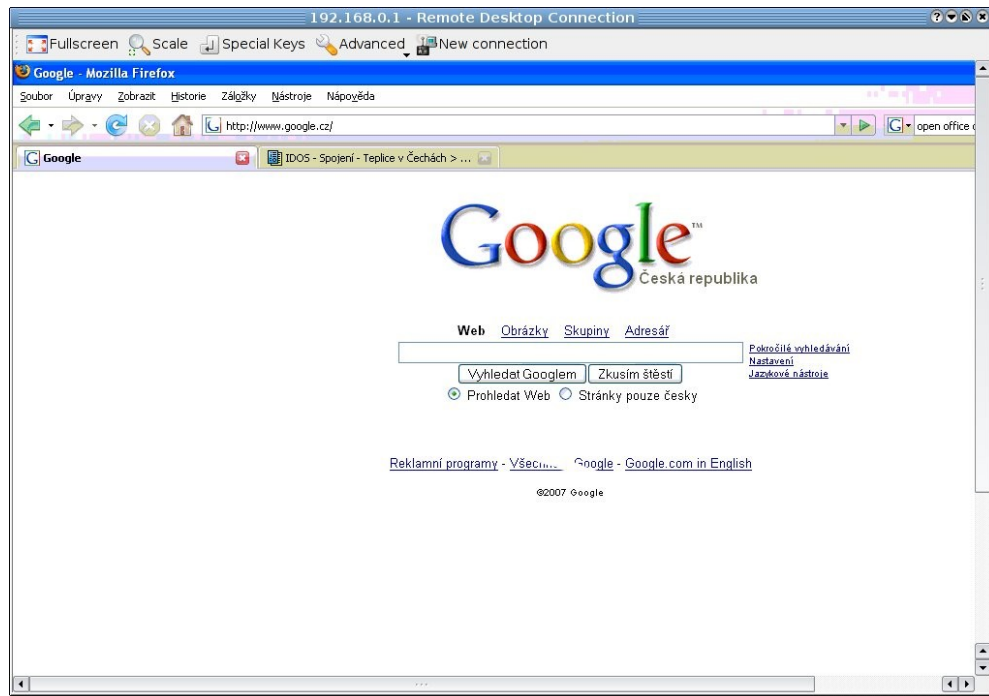 192.168.0.1 - Remote Desktop Connection
Fullscreen Scale Special Keys Advanced New connection
Google - Mozilla Firefox
Soubor Úpravy Zobrazit Historie Záložky Nástroje Nápověda
http://www.google.cz/ open office
Google IDOS - Spojení - Teplice v Čechách > ...
Google™
Česká republika
Web Obrázky Skupiny Adresář
Pokročilé vyhledávání
Nastavení
Jazykové nástroje
Vyhledat Googlem Zkusím štěstí
Prohledat Web Stránky pouze česky
Reklamní programy - Google - Google.com in English
©2007 Google